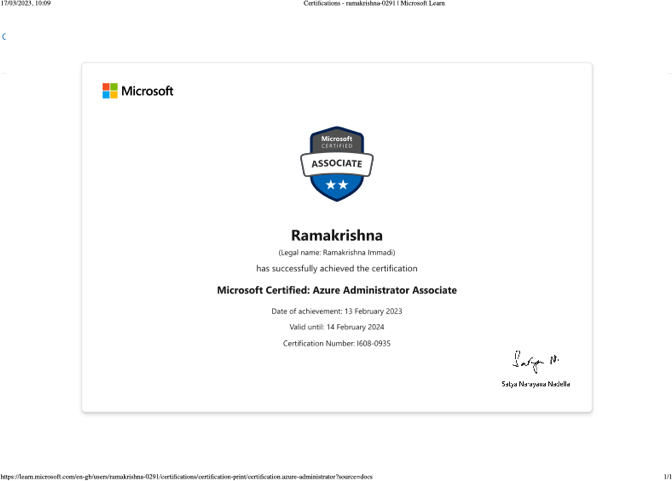 17/03/2023, 10:09
Certifications - ramakrishna-0291 | Microsoft Learn
C
Microsoft
Microsoft
CERTIFIED
ASSOCIATE
Ramakrishna
(Legal name: Ramakrishna Immadi)
has successfully achieved the certification
Microsoft Certified: Azure Administrator Associate
Date of achievement: 13 February 2023
Valid until: 14 February 2024
Certification Number: I608-0935
Satya N.
Satya Narayana Nadella
https://learn.microsoft.com/en-gb/users/ramakrishna-0291/certifications/certification-print/certification.azure-administrator?source=docs
1/1